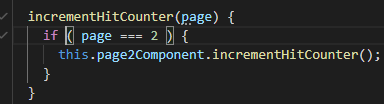 incrementHitCounter(page) {
if ( page === 2 ) {
this.page2Component.incrementHitCounter();
}
}